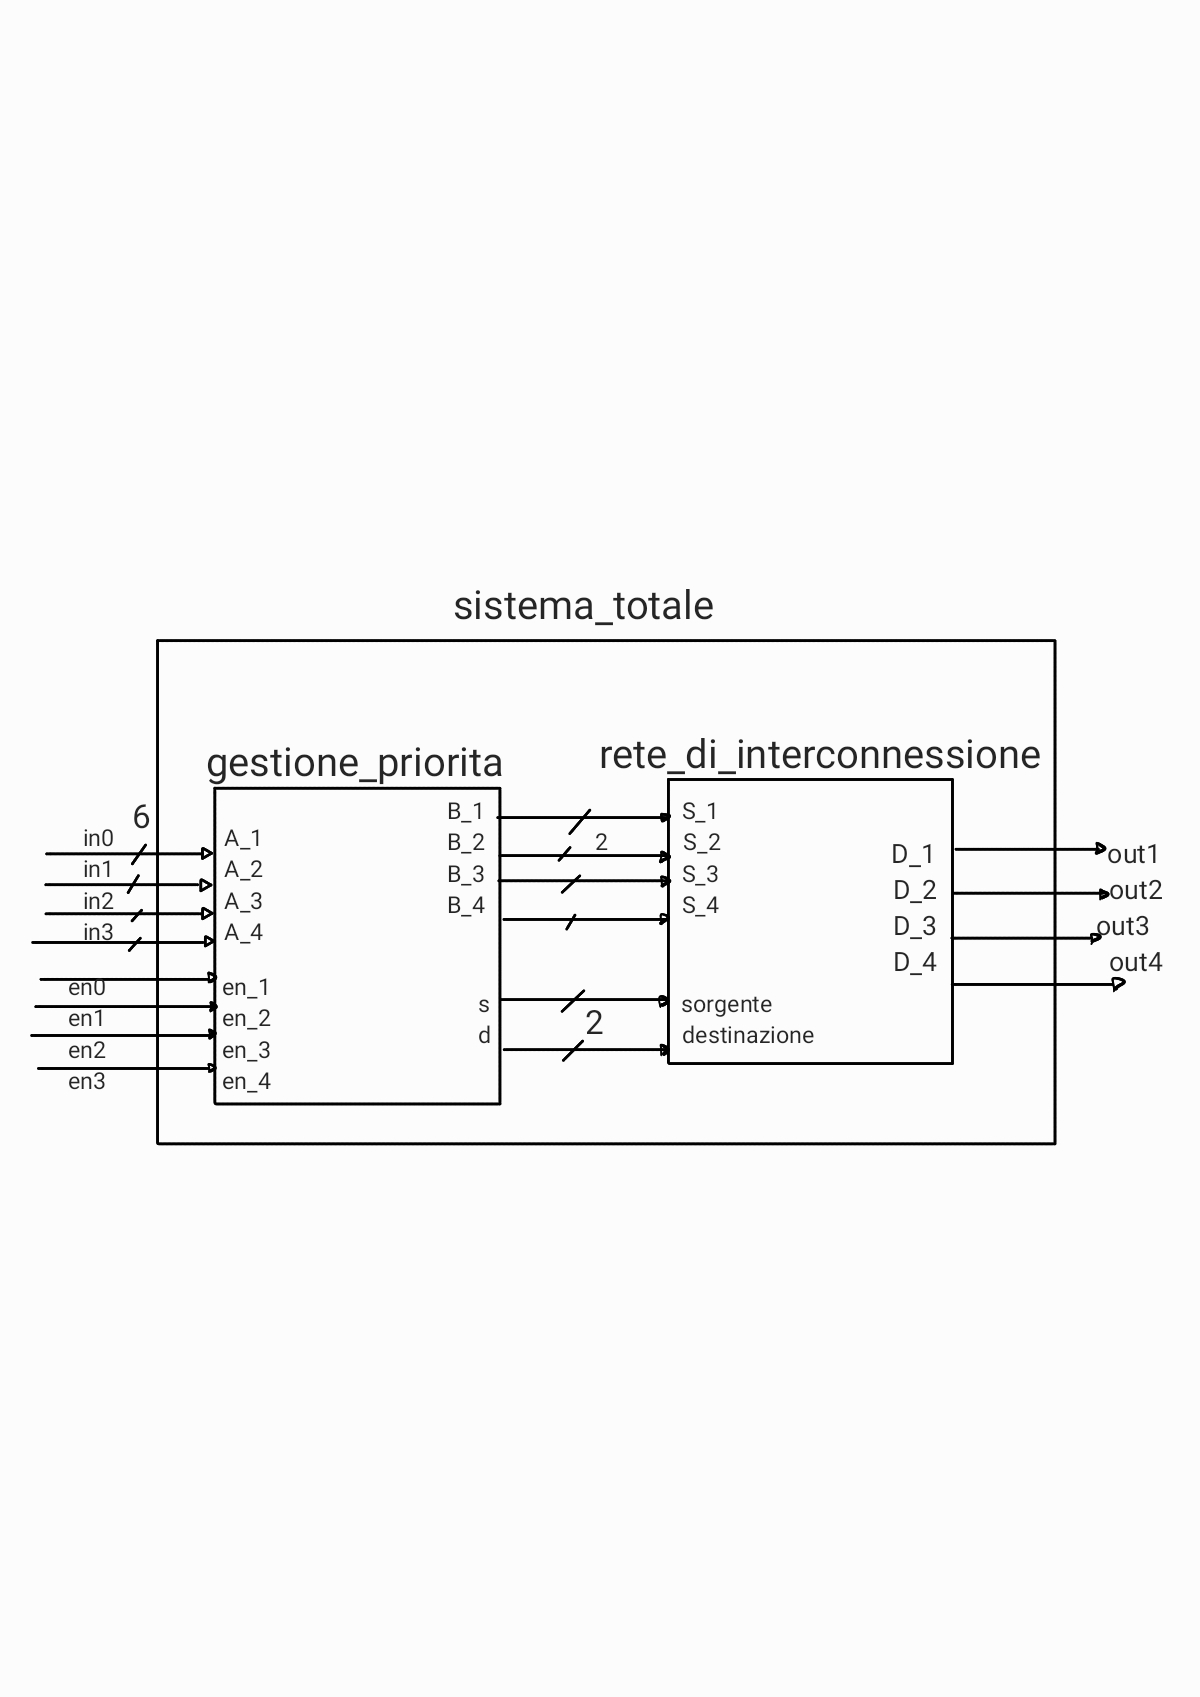 sistema_totale
gestione_priorita
rete_di_interconnessione
6
in0
in1
in2
in3
en0
en1
en2
en3
A_1
A_2
A_3
A_4
en_1
en_2
en_3
en_4
B_1
B_2
B_3
B_4
s
d
2
2
S_1
S_2
S_3
S_4
sorgente
destinazione
D_1
D_2
D_3
D_4
out1
out2
out3
out4